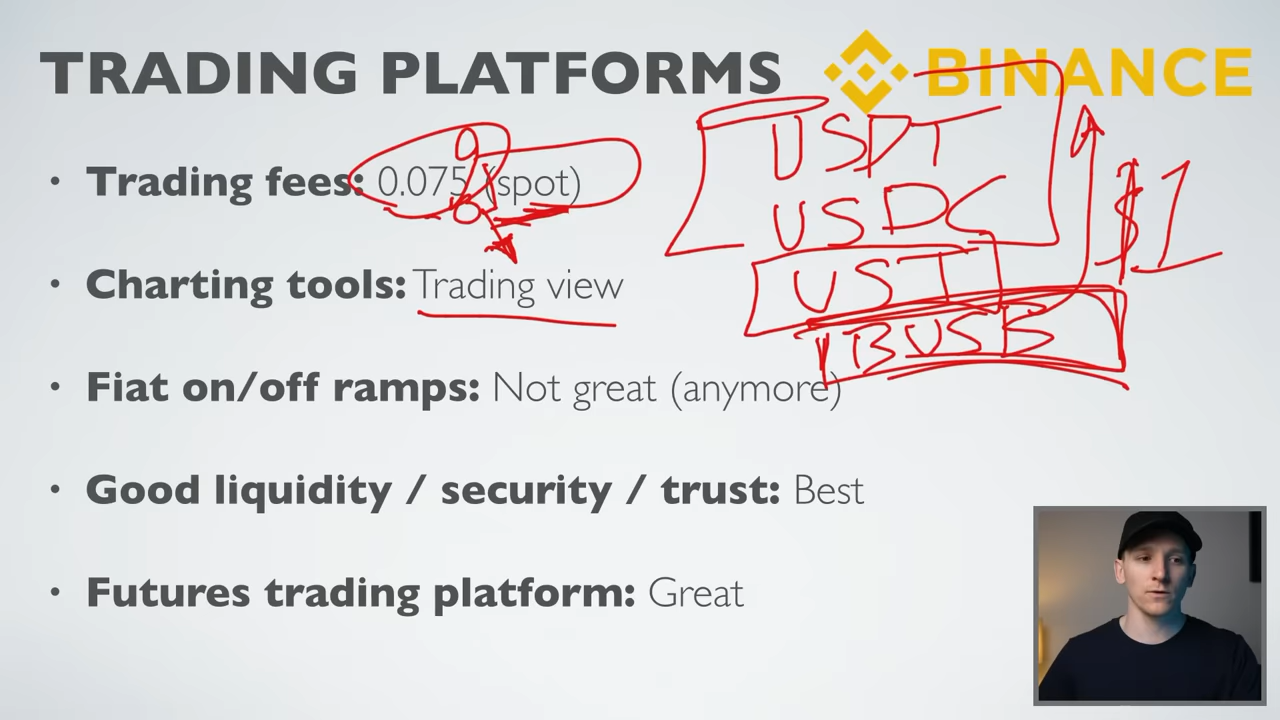 TRADING PLATFORMS BINANCE
USDT
• Trading fees: 0.075 (spot)
USDC $1
• Charting tools: Trading view UST
BUSB
• Fiat on/off ramps: Not great (anymore)
• Good liquidity / security / trust: Best
• Futures trading platform: Great